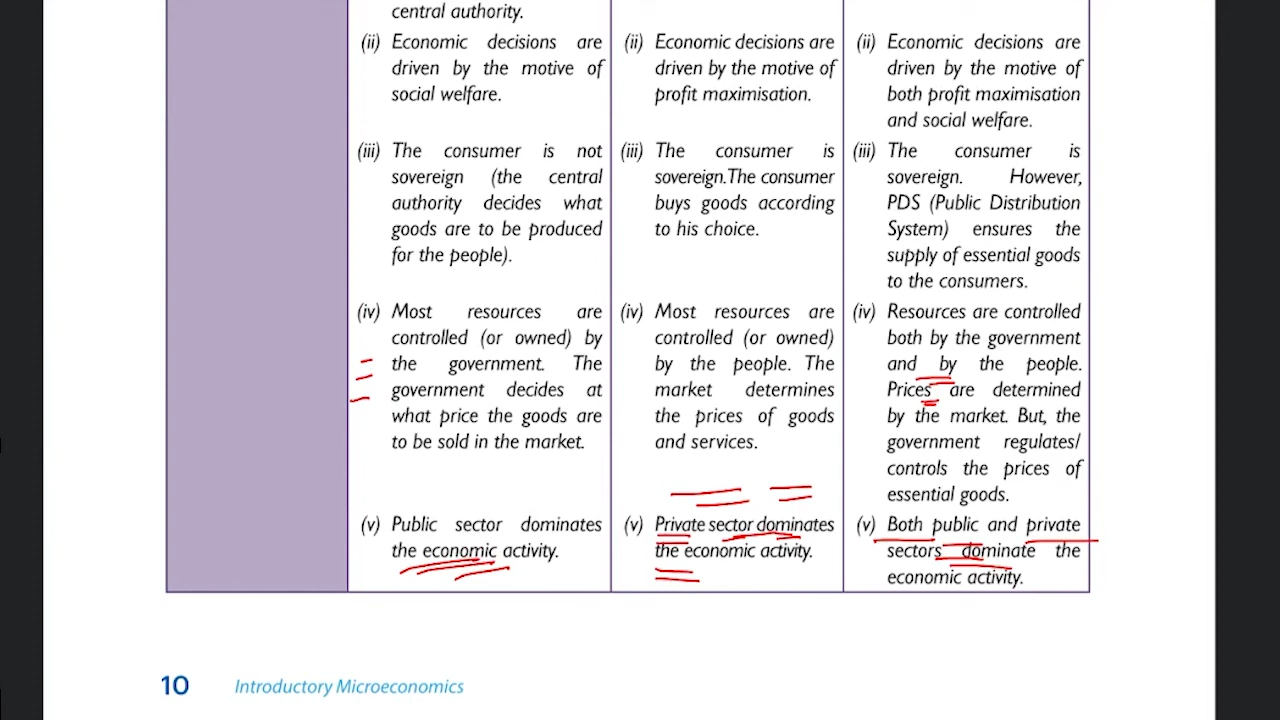 central authority.
(ii) Economic decisions are
driven by the motive of
social welfare.
(iii) The consumer is not
sovereign (the central
authority decides what
goods are to be produced
for the people).
(iv) Most resources are
controlled (or owned) by
the government. The
government decides at
what price the goods are
to be sold in the market.
(v) Public sector dominates
the economic activity.
(ii) Economic decisions are
driven by the motive of
profit maximisation.
(iii) The consumer is
sovereign.The consumer
buys goods according
to his choice.
(iv) Most resources are
controlled (or owned)
by the people. The
market determines
the prices of goods
and services.
(v) Private sector dominates
the economic activity.
(ii) Economic decisions are
driven by the motive of
both profit maximisation
and social welfare.
(iii) The consumer is
sovereign. However,
PDS (Public Distribution
System) ensures the
supply of essential goods
to the consumers.
(iv) Resources are controlled
both by the government
and by the people.
Prices are determined
by the market. But, the
government regulates/
controls the prices of
essential goods.
(v) Both public and private
sectors dominate the
economic activity.
10 Introductory Microeconomics